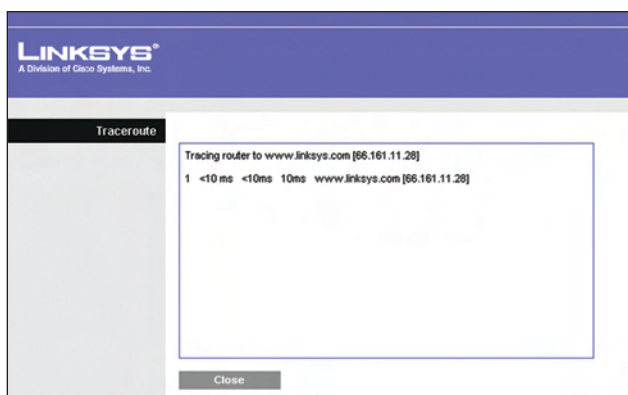 LINKSYS®
A Division of Cisco Systems, Inc.
Traceroute
Tracing router to www.linksys.com [66.161.11.28]
1 <10 ms <10ms 10ms www.linksys.com [66.161.11.28]
Close